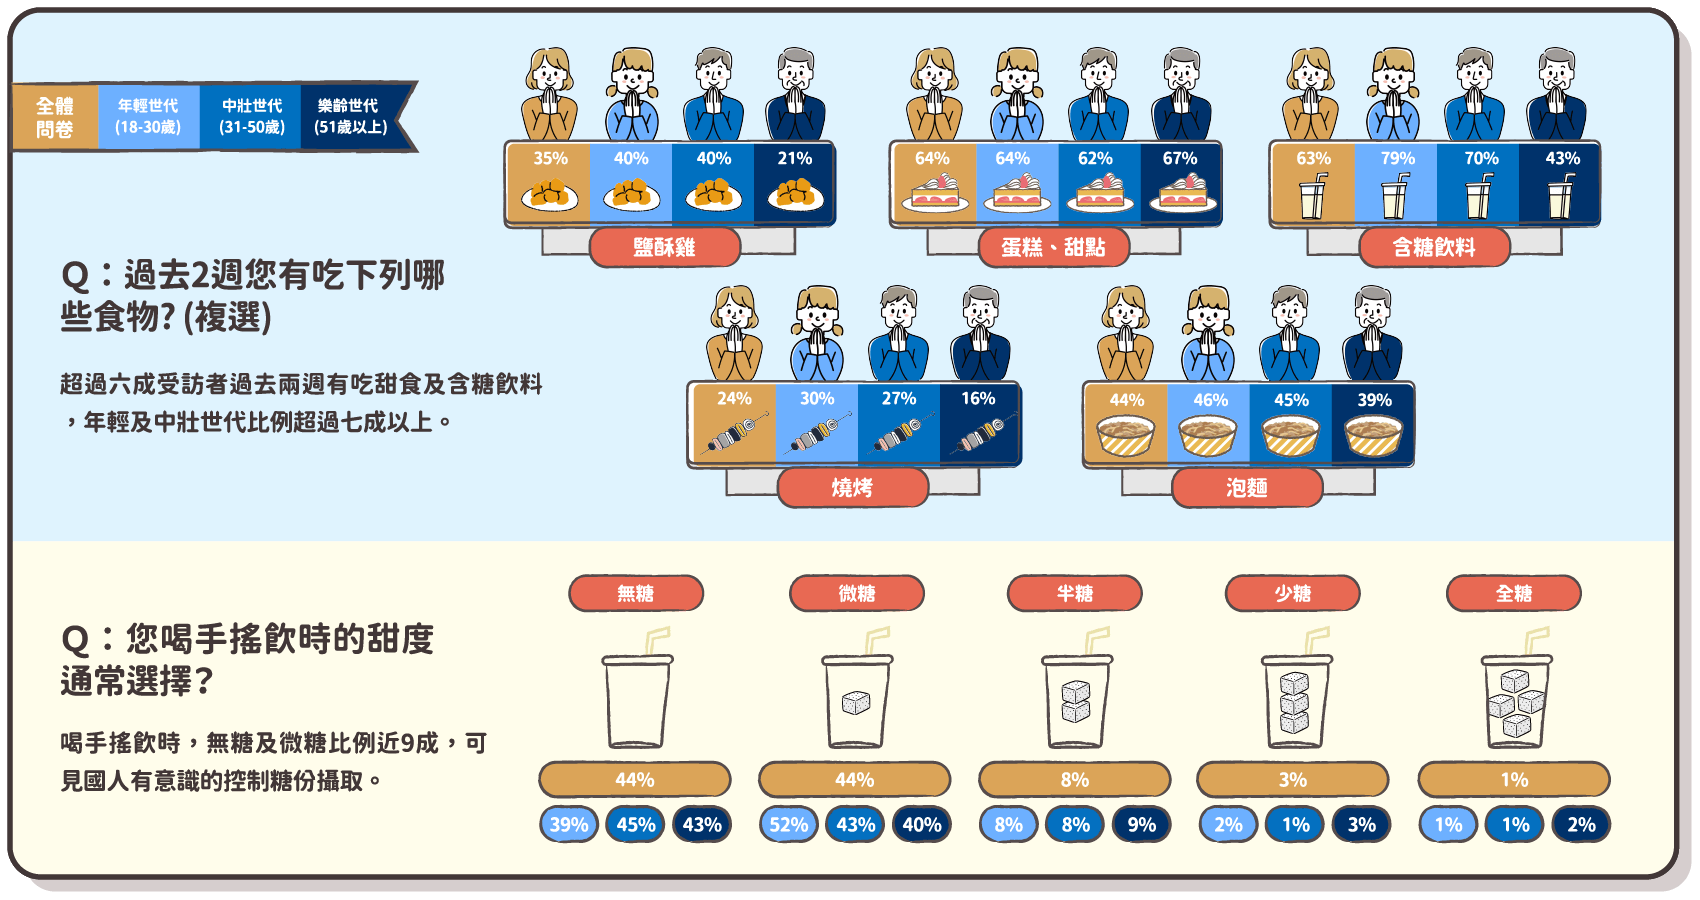 全體
問卷
年輕世代
(18-30歲)
中壯世代
(31-50歲)
樂齡世代
(51歲以上)
35% 40% 40% 21%
鹽酥雞
64% 64% 62% 67%
蛋糕、甜點
63% 79% 70% 43%
含糖飲料
Q：過去2週您有吃下列哪
些食物? (複選)
超過六成受訪者過去兩週有吃甜食及含糖飲料
，年輕及中壯世代比例超過七成以上。
24% 30% 27% 16%
燒烤
44% 46% 45% 39%
泡麵
Q：您喝手搖飲時的甜度
通常選擇？
喝手搖飲時，無糖及微糖比例近9成，可
見國人有意識的控制糖份攝取。
無糖 微糖 半糖 少糖 全糖
44% 44% 8% 3% 1%
39% 45% 43% 52% 43% 40% 8% 8% 9% 2% 1% 3% 1% 1% 2%